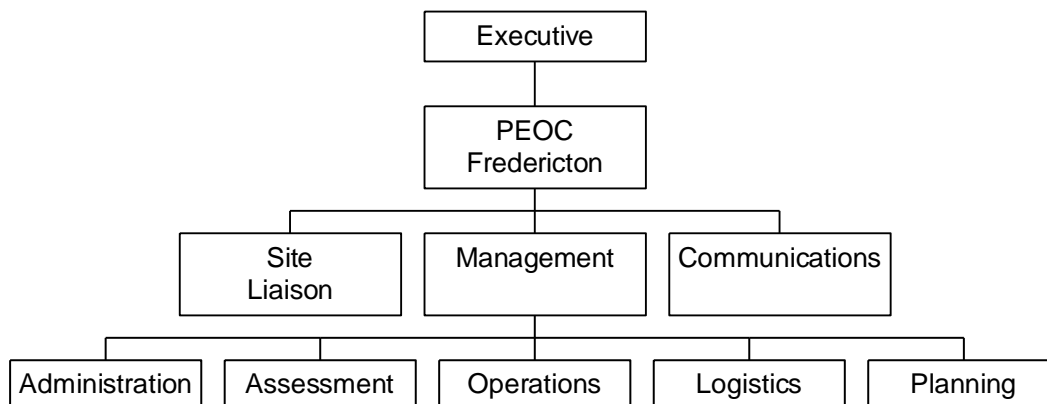 Executive
PEOC
Fredericton
Site
Liaison
Management
Communications
Administration
Assessment
Operations
Logistics
Planning